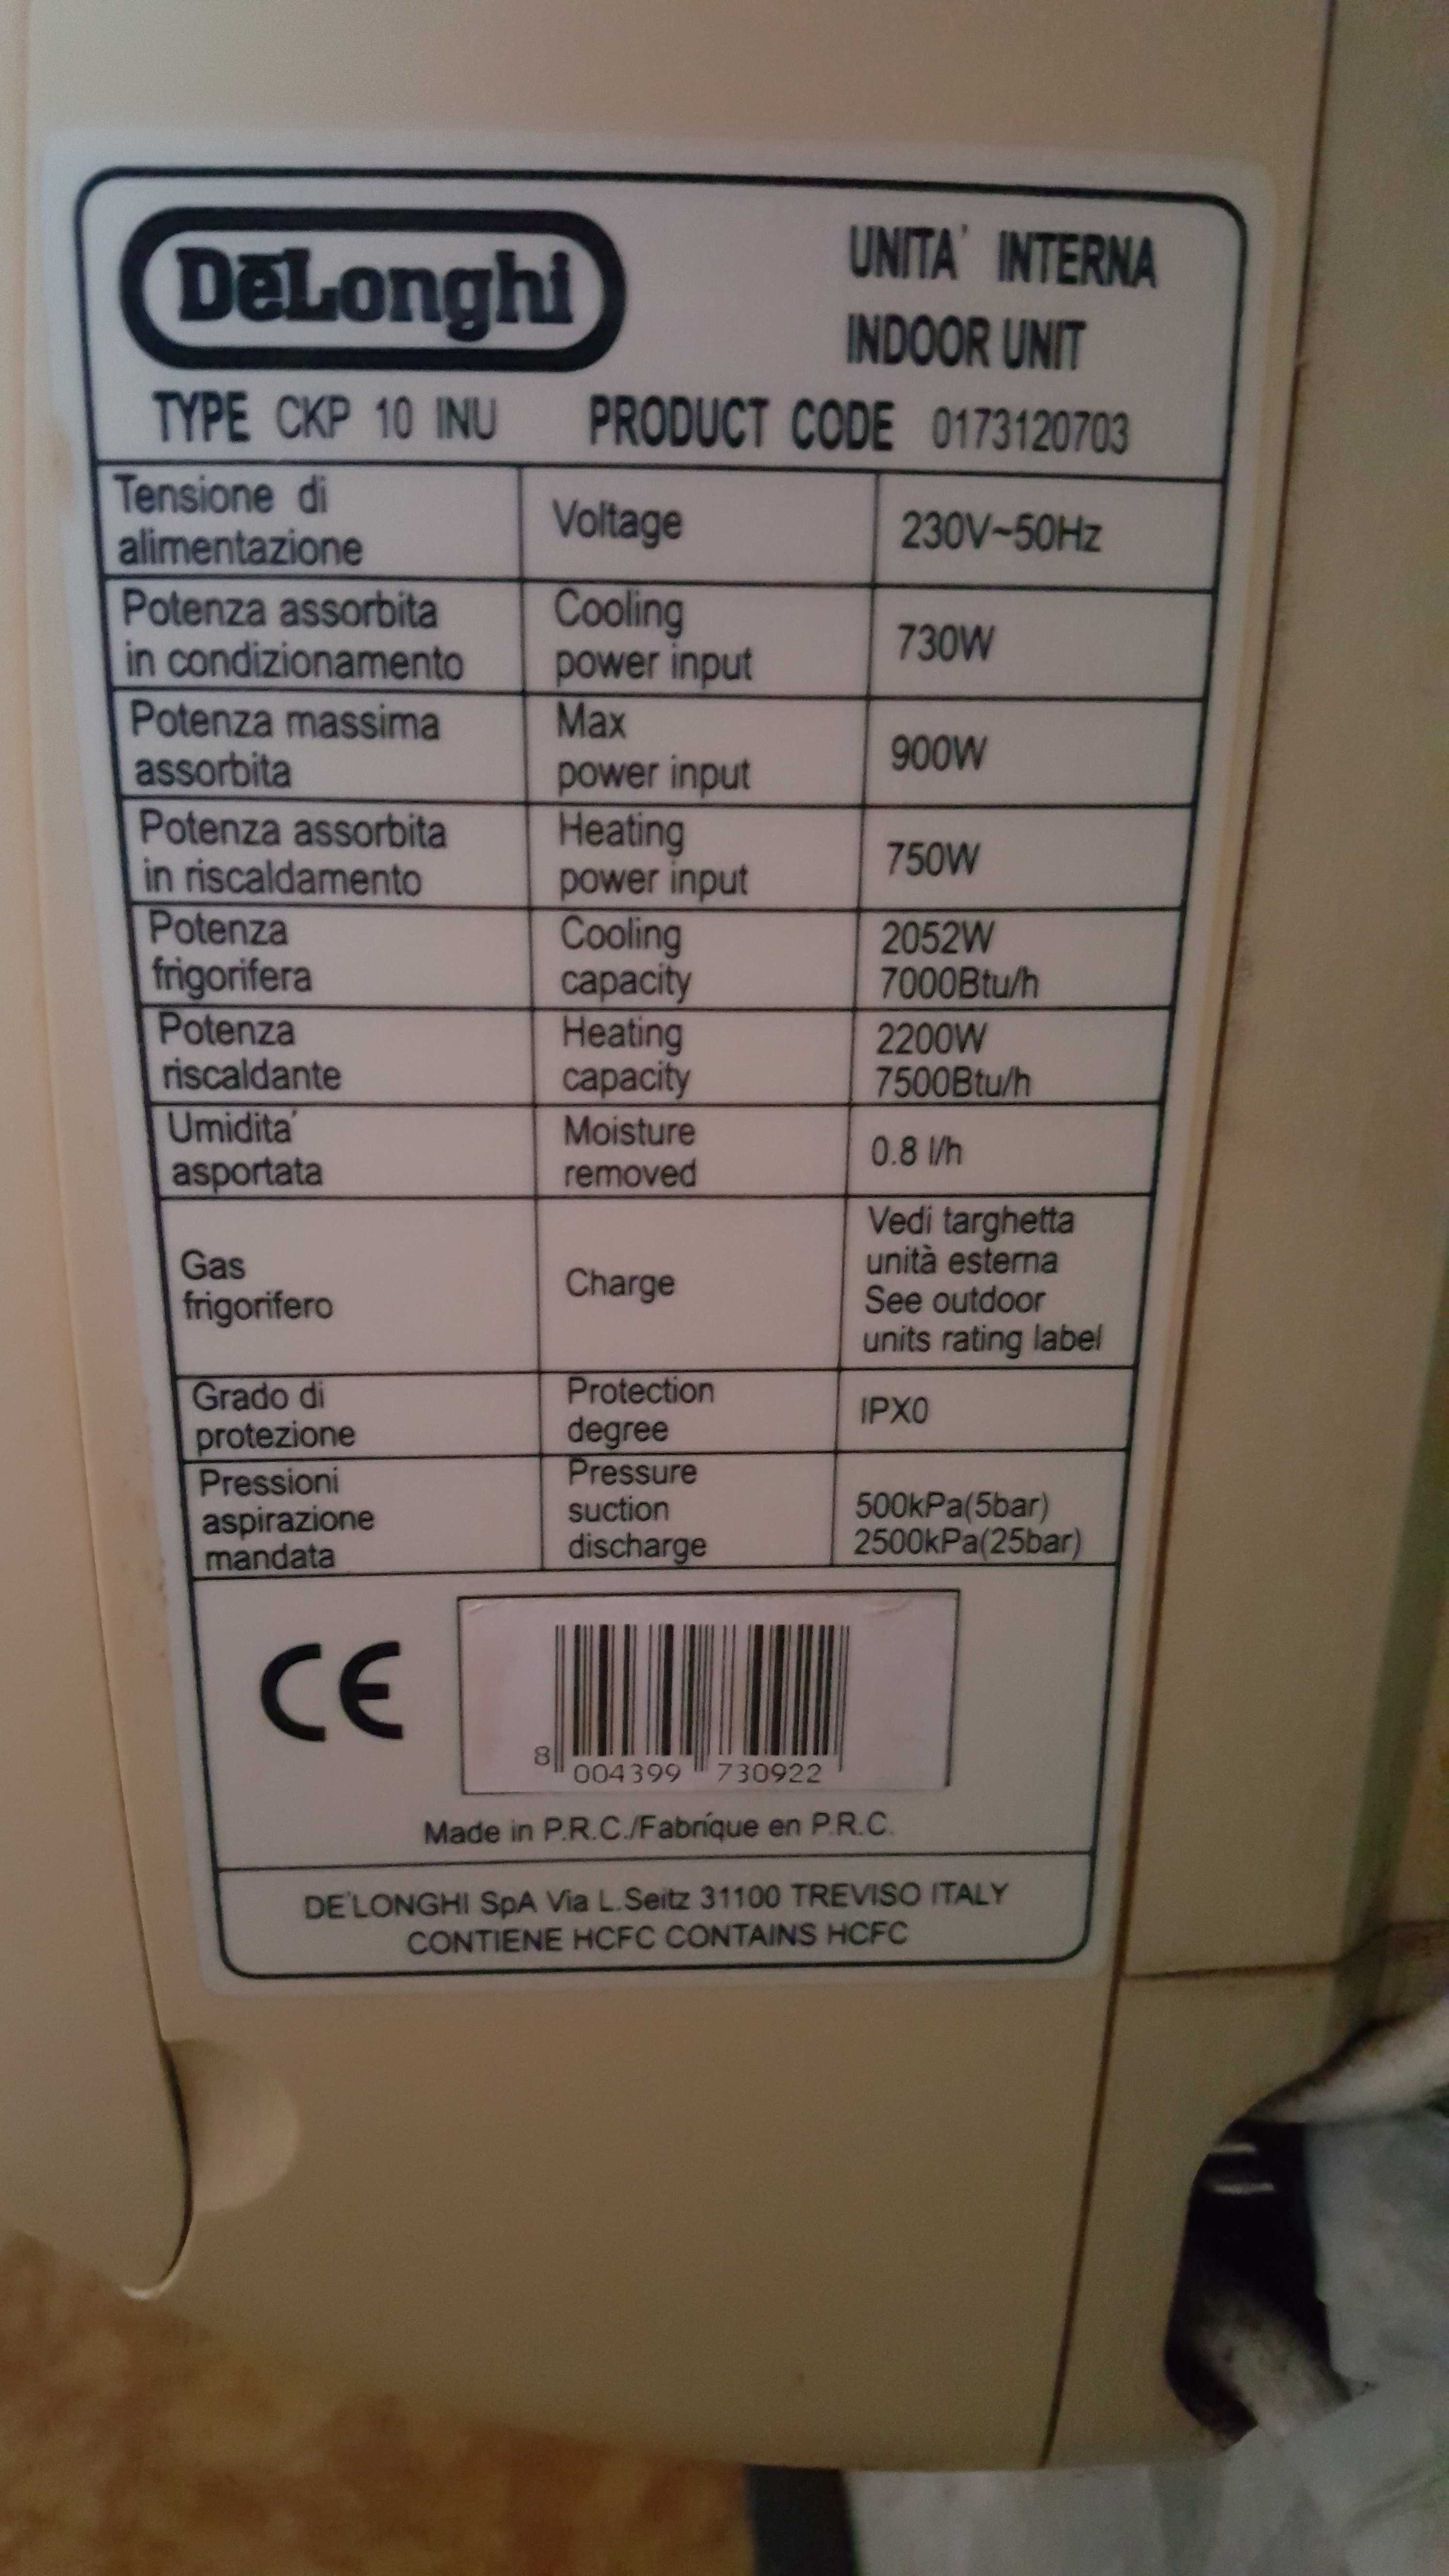 DeLonghi
UNITA' INTERNA
INDOOR UNIT
TYPE CKP 10 INU PRODUCT CODE 0173120703
Tensione di
alimentazione
Voltage
230V~50Hz
Potenza assorbita
in condizionamento
Cooling
power input
730W
Potenza massima
assorbita
Max
power input
900W
Potenza assorbita
in riscaldamento
Heating
power input
750W
Potenza
frigorifera
Cooling
capacity
2052W
7000Btu/h
Potenza
riscaldante
Heating
capacity
2200W
7500Btu/h
Umidita'
asportata
Moisture
removed
0.8 l/h
Gas
frigorifero
Charge
Vedi targhetta
unità esterna
See outdoor
units rating label
Grado di
protezione
Protection
degree
IPX0
Pressioni
aspirazione
mandata
Pressure
suction
discharge
500kPa(5bar)
2500kPa(25bar)
CE
8 004399 730922
Made in P.R.C./Fabríque en P.R.C.
DE'LONGHI SpA Via L.Seitz 31100 TREVISO ITALY
CONTIENE HCFC CONTAINS HCFC